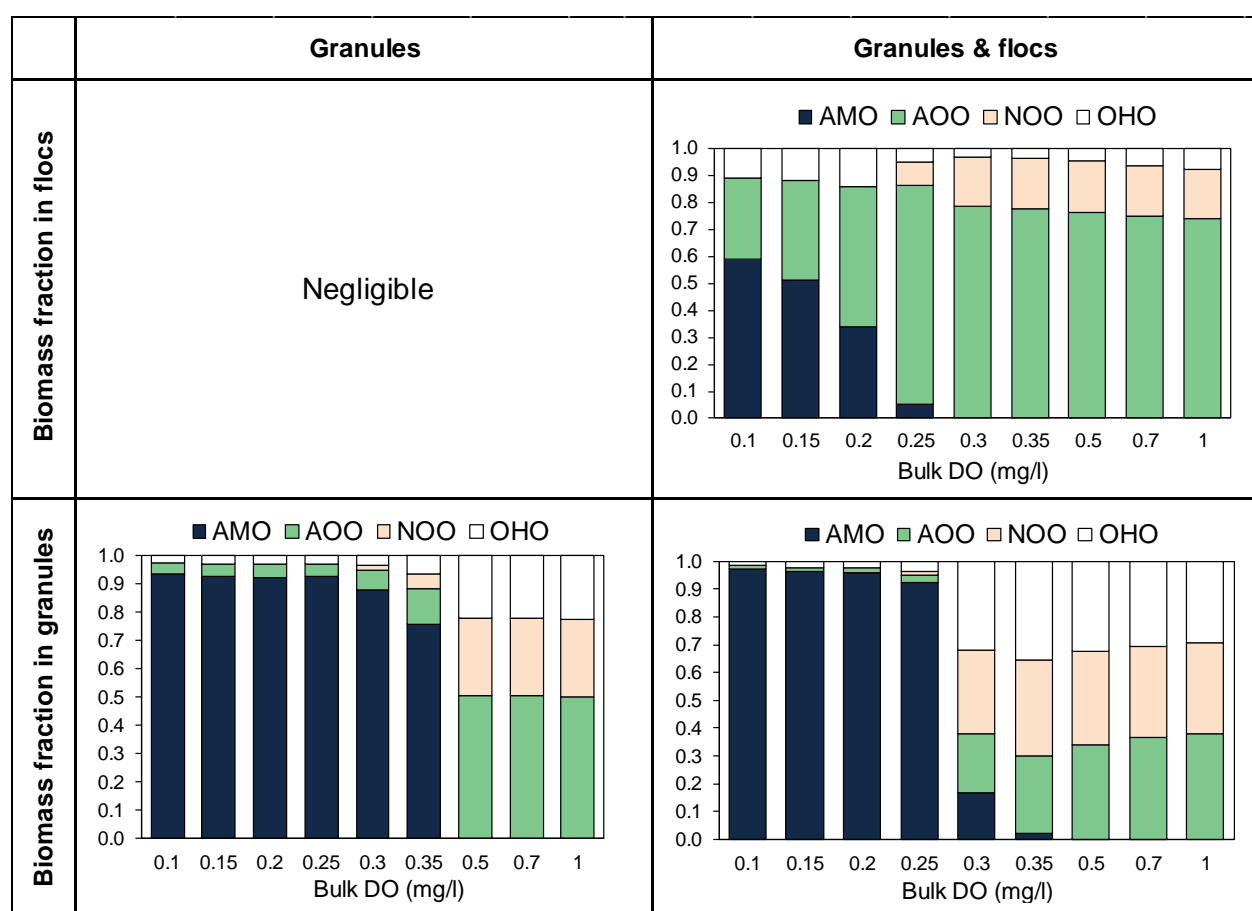 Granules
Granules & flocs
Biomass fraction in flocs
Negligible
AMO AOO NOO OHO
1.0
0.9
0.8
0.7
0.6
0.5
0.4
0.3
0.2
0.1
0.0
0.1 0.15 0.2 0.25 0.3 0.35 0.5 0.7 1
Bulk DO (mg/l)
Biomass fraction in granules
AMO AOO NOO OHO
1.0
0.9
0.8
0.7
0.6
0.5
0.4
0.3
0.2
0.1
0.0
0.1 0.15 0.2 0.25 0.3 0.35 0.5 0.7 1
Bulk DO (mg/l)
AMO AOO NOO OHO
1.0
0.9
0.8
0.7
0.6
0.5
0.4
0.3
0.2
0.1
0.0
0.1 0.15 0.2 0.25 0.3 0.35 0.5 0.7 1
Bulk DO (mg/l)